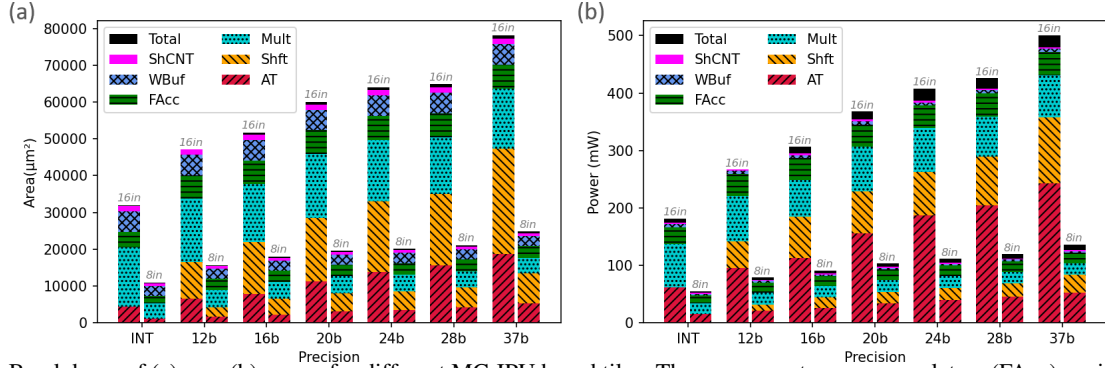 (a)
80000
70000
60000
50000
40000
30000
20000
10000
0
Area(μm²)
Total
ShCNT
WBuf
FAcc
Mult
Shft
AT
16in
8in
16in
8in
16in
8in
16in
8in
16in
8in
16in
8in
16in
8in
INT 12b 16b 20b 24b 28b 37b
Precision
(b)
500
400
300
200
100
0
Power (mW)
Total
ShCNT
WBuf
FAcc
Mult
Shft
AT
16in
8in
16in
8in
16in
8in
16in
8in
16in
8in
16in
8in
16in
8in
INT 12b 16b 20b 24b 28b 37b
Precision